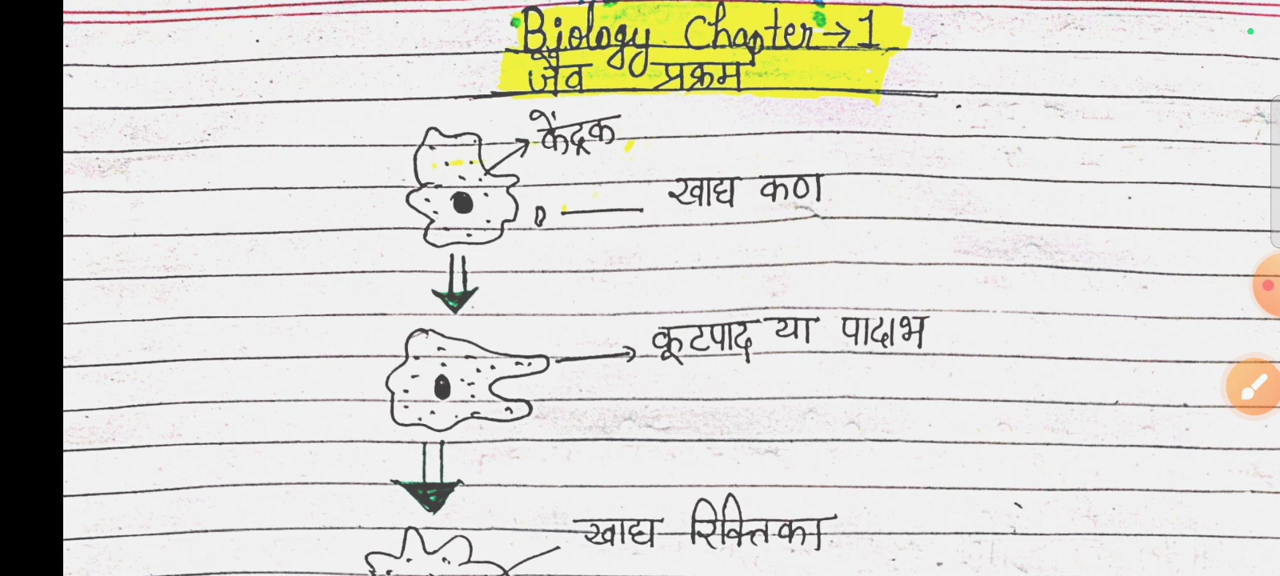 Biology Chapter→1
जैव प्रक्रम
केंद्रक
खाद्य कण
कूटपाद या पादाभ
खाद्य रिक्तिका